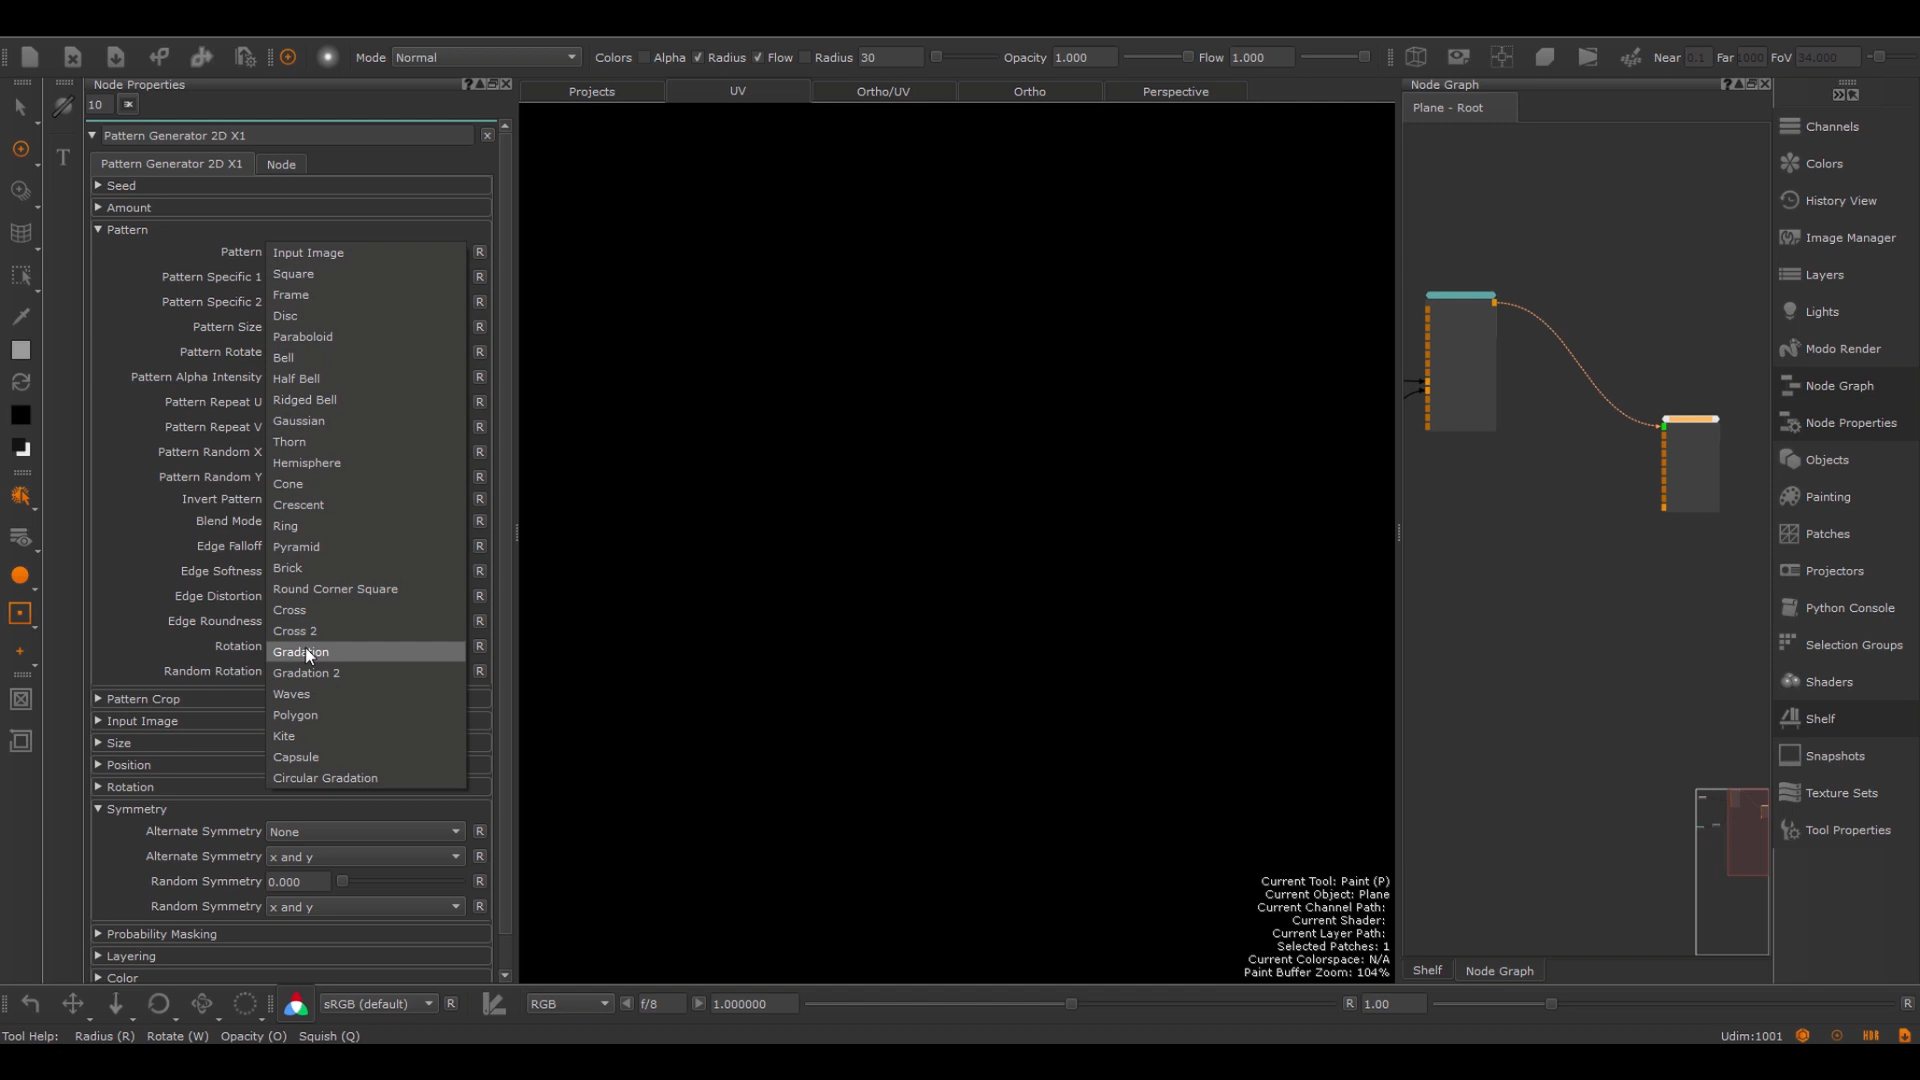 Mode Normal Colors Alpha Radius Flow Radius 30 Opacity 1.000 Flow 1.000 Near 0.1 Far 1000 FoV 34.000
Node Properties
10
Pattern Generator 2D X1
Pattern Generator 2D X1 Node
Seed
Amount
Pattern
Pattern R
Pattern Specific 1 R
Pattern Specific 2 R
Pattern Size R
Pattern Rotate R
Pattern Alpha Intensity R
Pattern Repeat U R
Pattern Repeat V R
Pattern Random X R
Pattern Random Y R
Invert Pattern R
Blend Mode R
Edge Falloff R
Edge Softness R
Edge Distortion R
Edge Roundness R
Rotation R
Random Rotation R
Input Image
Square
Frame
Disc
Paraboloid
Bell
Half Bell
Ridged Bell
Gaussian
Thorn
Hemisphere
Cone
Crescent
Ring
Pyramid
Brick
Round Corner Square
Cross
Cross 2
Gradation
Gradation 2
Waves
Polygon
Kite
Capsule
Circular Gradation
Pattern Crop
Input Image
Size
Position
Rotation
Symmetry
Alternate Symmetry None R
Alternate Symmetry x and y R
Random Symmetry 0.000 R
Random Symmetry x and y R
Probability Masking
Layering
Color
T
Projects UV Ortho/UV Ortho Perspective
Current Tool: Paint (P)
Current Object: Plane
Current Channel Path:
Current Shader:
Current Layer Path:
Selected Patches: 1
Current Colorspace: N/A
Paint Buffer Zoom: 104%
Node Graph
Plane - Root
Shelf Node Graph
Channels
Colors
History View
Image Manager
Layers
Lights
Modo Render
Node Graph
Node Properties
Objects
Painting
Patches
Projectors
Python Console
Selection Groups
Shaders
Shelf
Snapshots
Texture Sets
Tool Properties
sRGB (default) R RGB f/8 1.000000 R 1.00 R
Tool Help: Radius (R) Rotate (W) Opacity (O) Squish (Q) Udim:1001 HDR